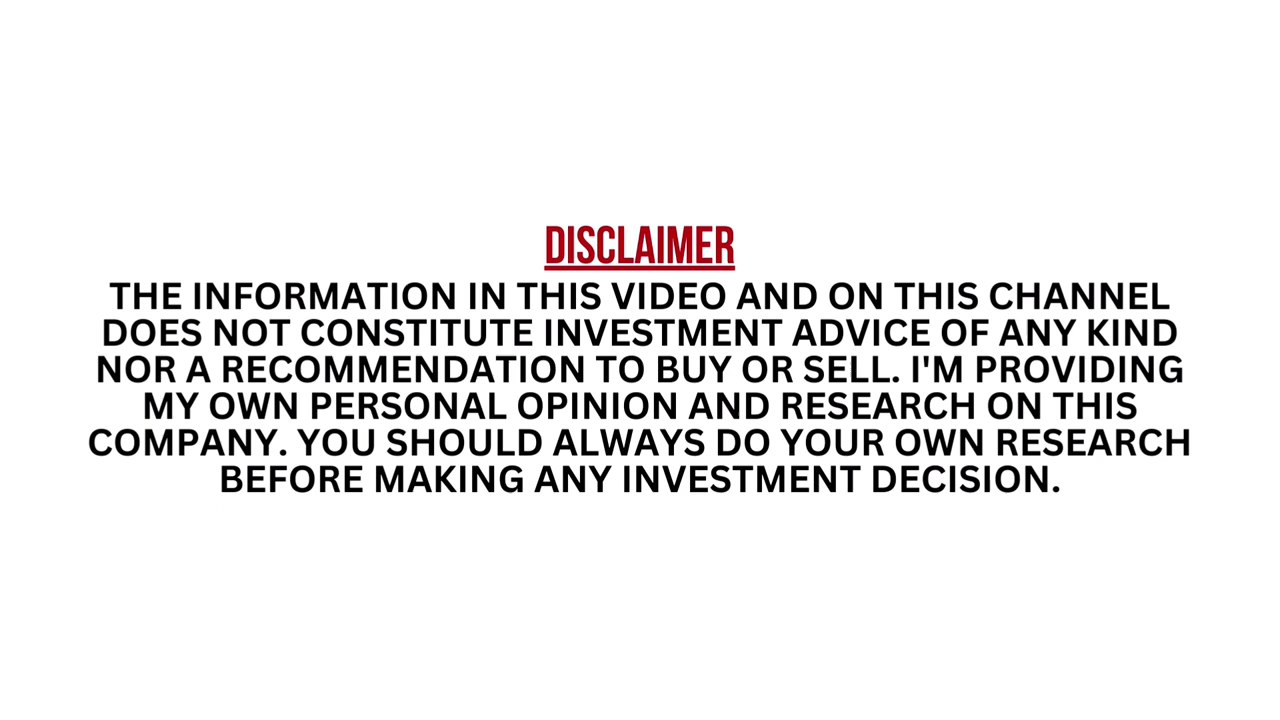 DISCLAIMER
THE INFORMATION IN THIS VIDEO AND ON THIS CHANNEL
DOES NOT CONSTITUTE INVESTMENT ADVICE OF ANY KIND
NOR A RECOMMENDATION TO BUY OR SELL. I'M PROVIDING
MY OWN PERSONAL OPINION AND RESEARCH ON THIS
COMPANY. YOU SHOULD ALWAYS DO YOUR OWN RESEARCH
BEFORE MAKING ANY INVESTMENT DECISION.